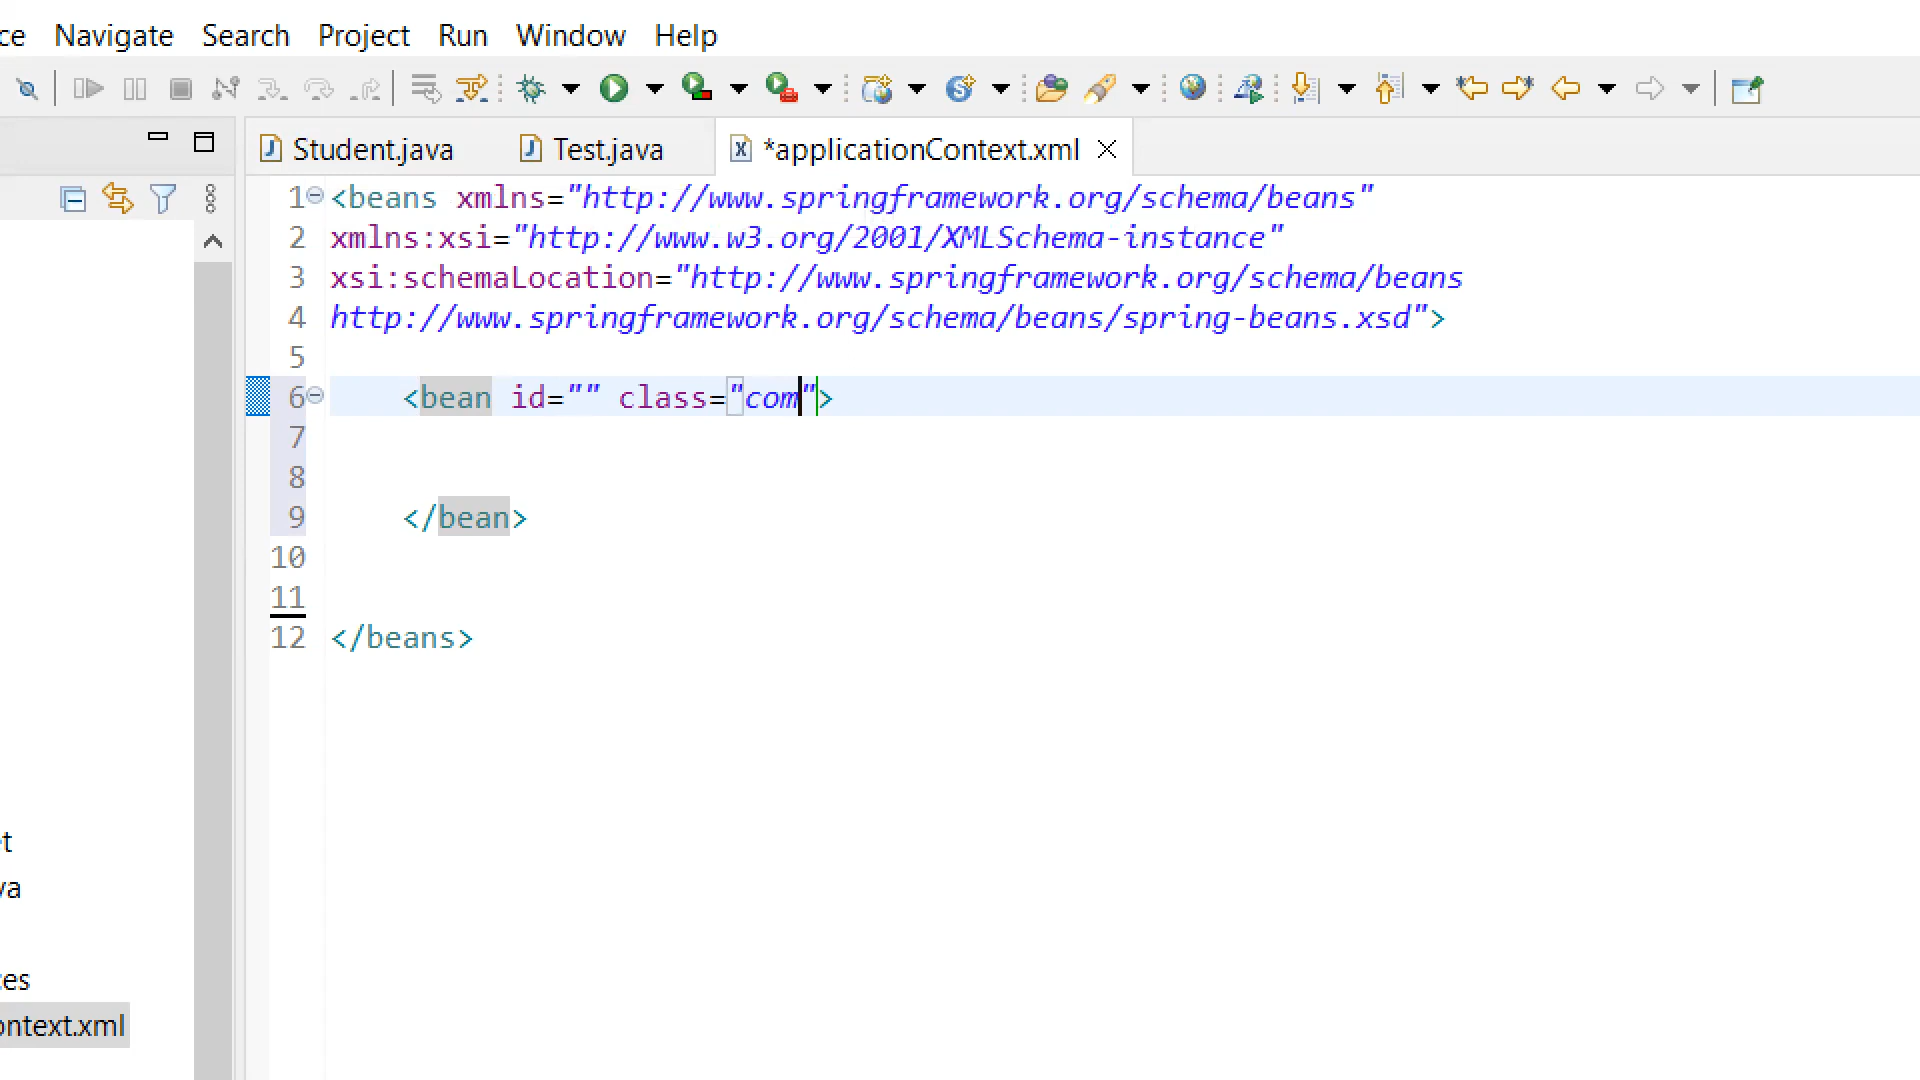 ce Navigate Search Project Run Window Help
Student.java Test.java *applicationContext.xml
1 <beans xmlns="http://www.springframework.org/schema/beans"
2 xmlns:xsi="http://www.w3.org/2001/XMLSchema-instance"
3 xsi:schemaLocation="http://www.springframework.org/schema/beans
4 http://www.springframework.org/schema/beans/spring-beans.xsd">
5
6 <bean id="" class="com">
7
8
9 </bean>
10
11
12 </beans>
et
va
ces
ontext.xml